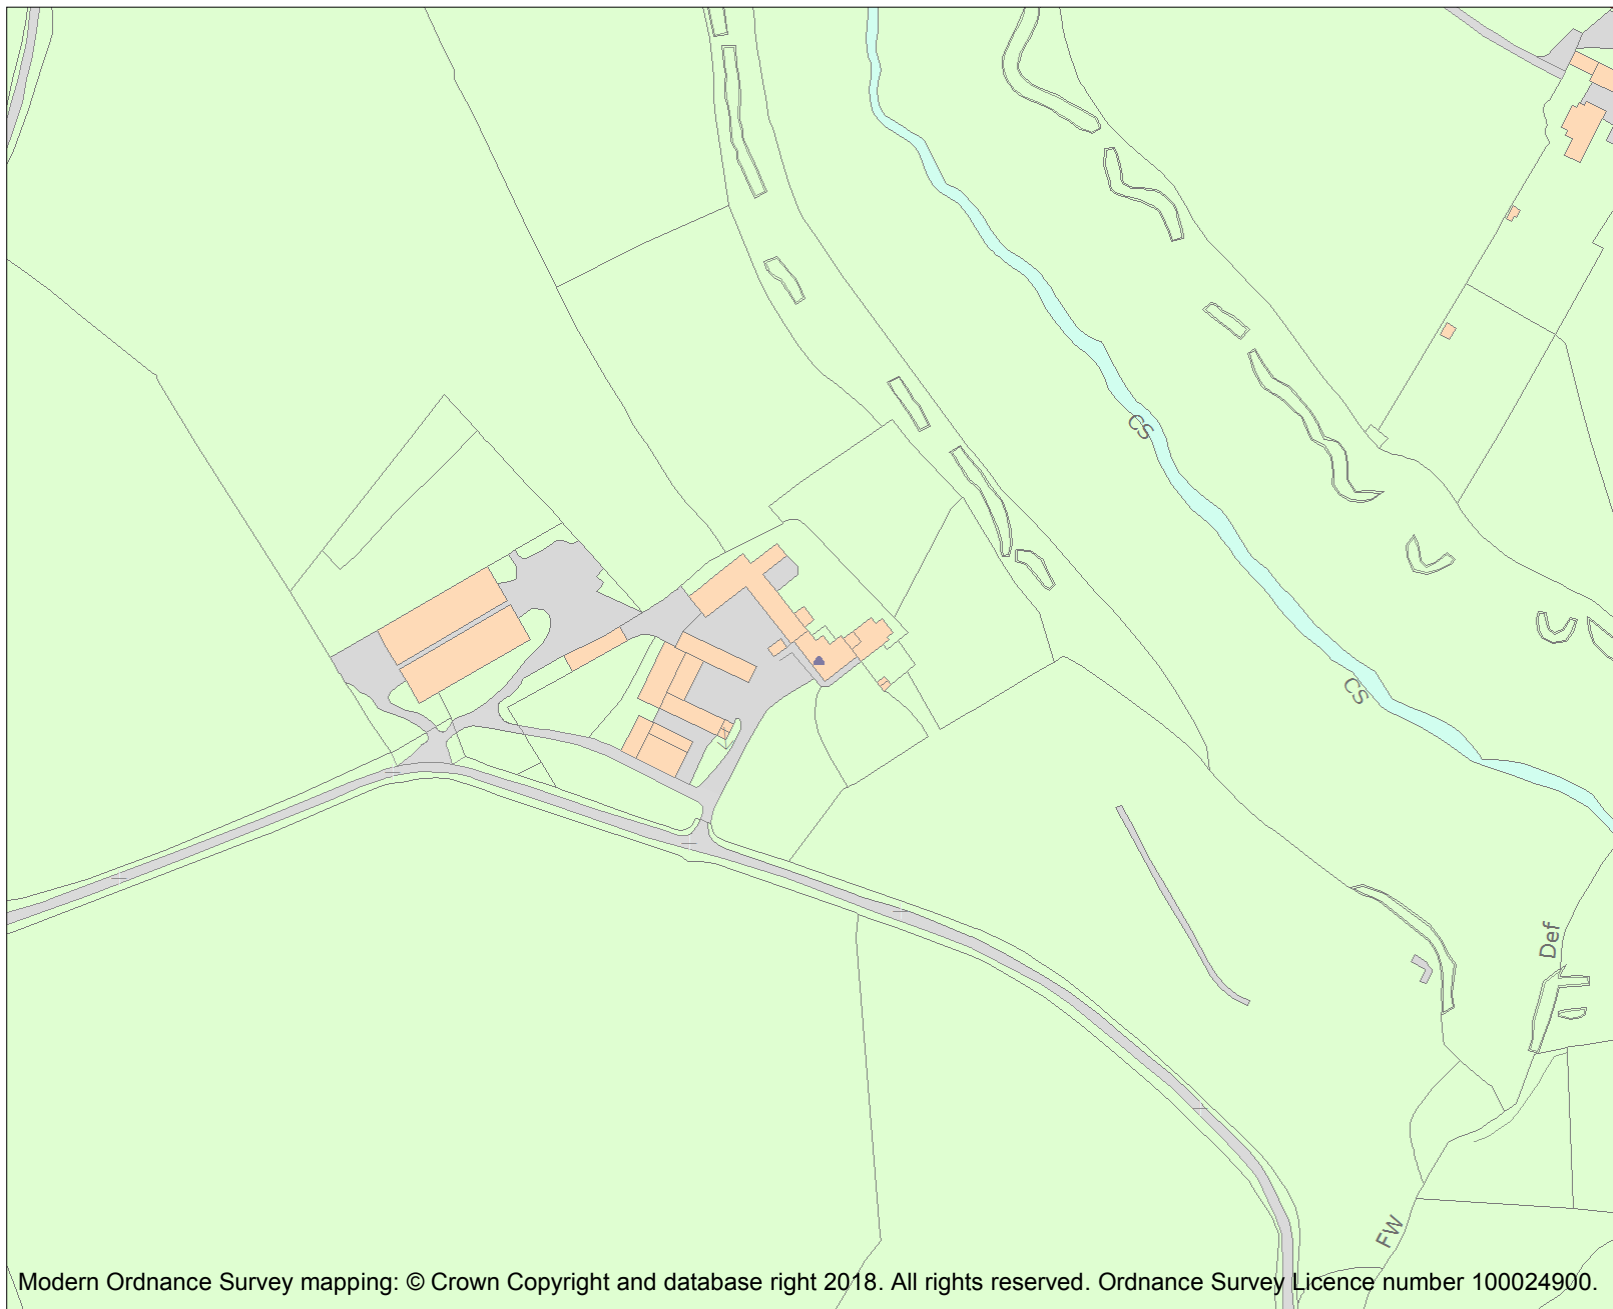 CS
CS
Def
FW
Modern Ordnance Survey mapping: © Crown Copyright and database right 2018. All rights reserved. Ordnance Survey Licence number 100024900.